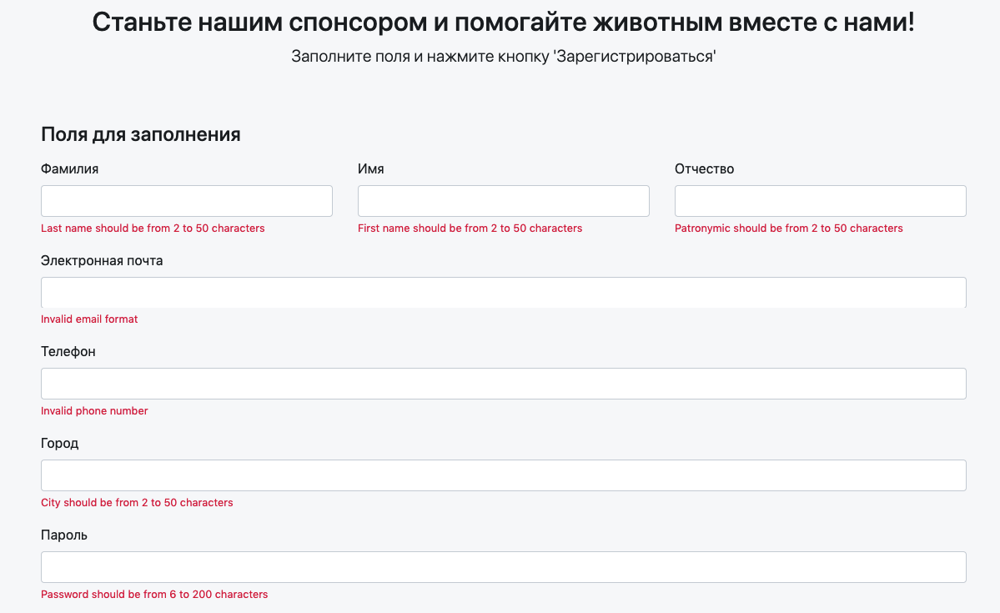 Станьте нашим спонсором и помогайте животным вместе с нами!
Заполните поля и нажмите кнопку 'Зарегистрироваться'
Поля для заполнения
Фамилия
Имя
Отчество
Last name should be from 2 to 50 characters
First name should be from 2 to 50 characters
Patronymic should be from 2 to 50 characters
Электронная почта
Invalid email format
Телефон
Invalid phone number
Город
City should be from 2 to 50 characters
Пароль
Password should be from 6 to 200 characters